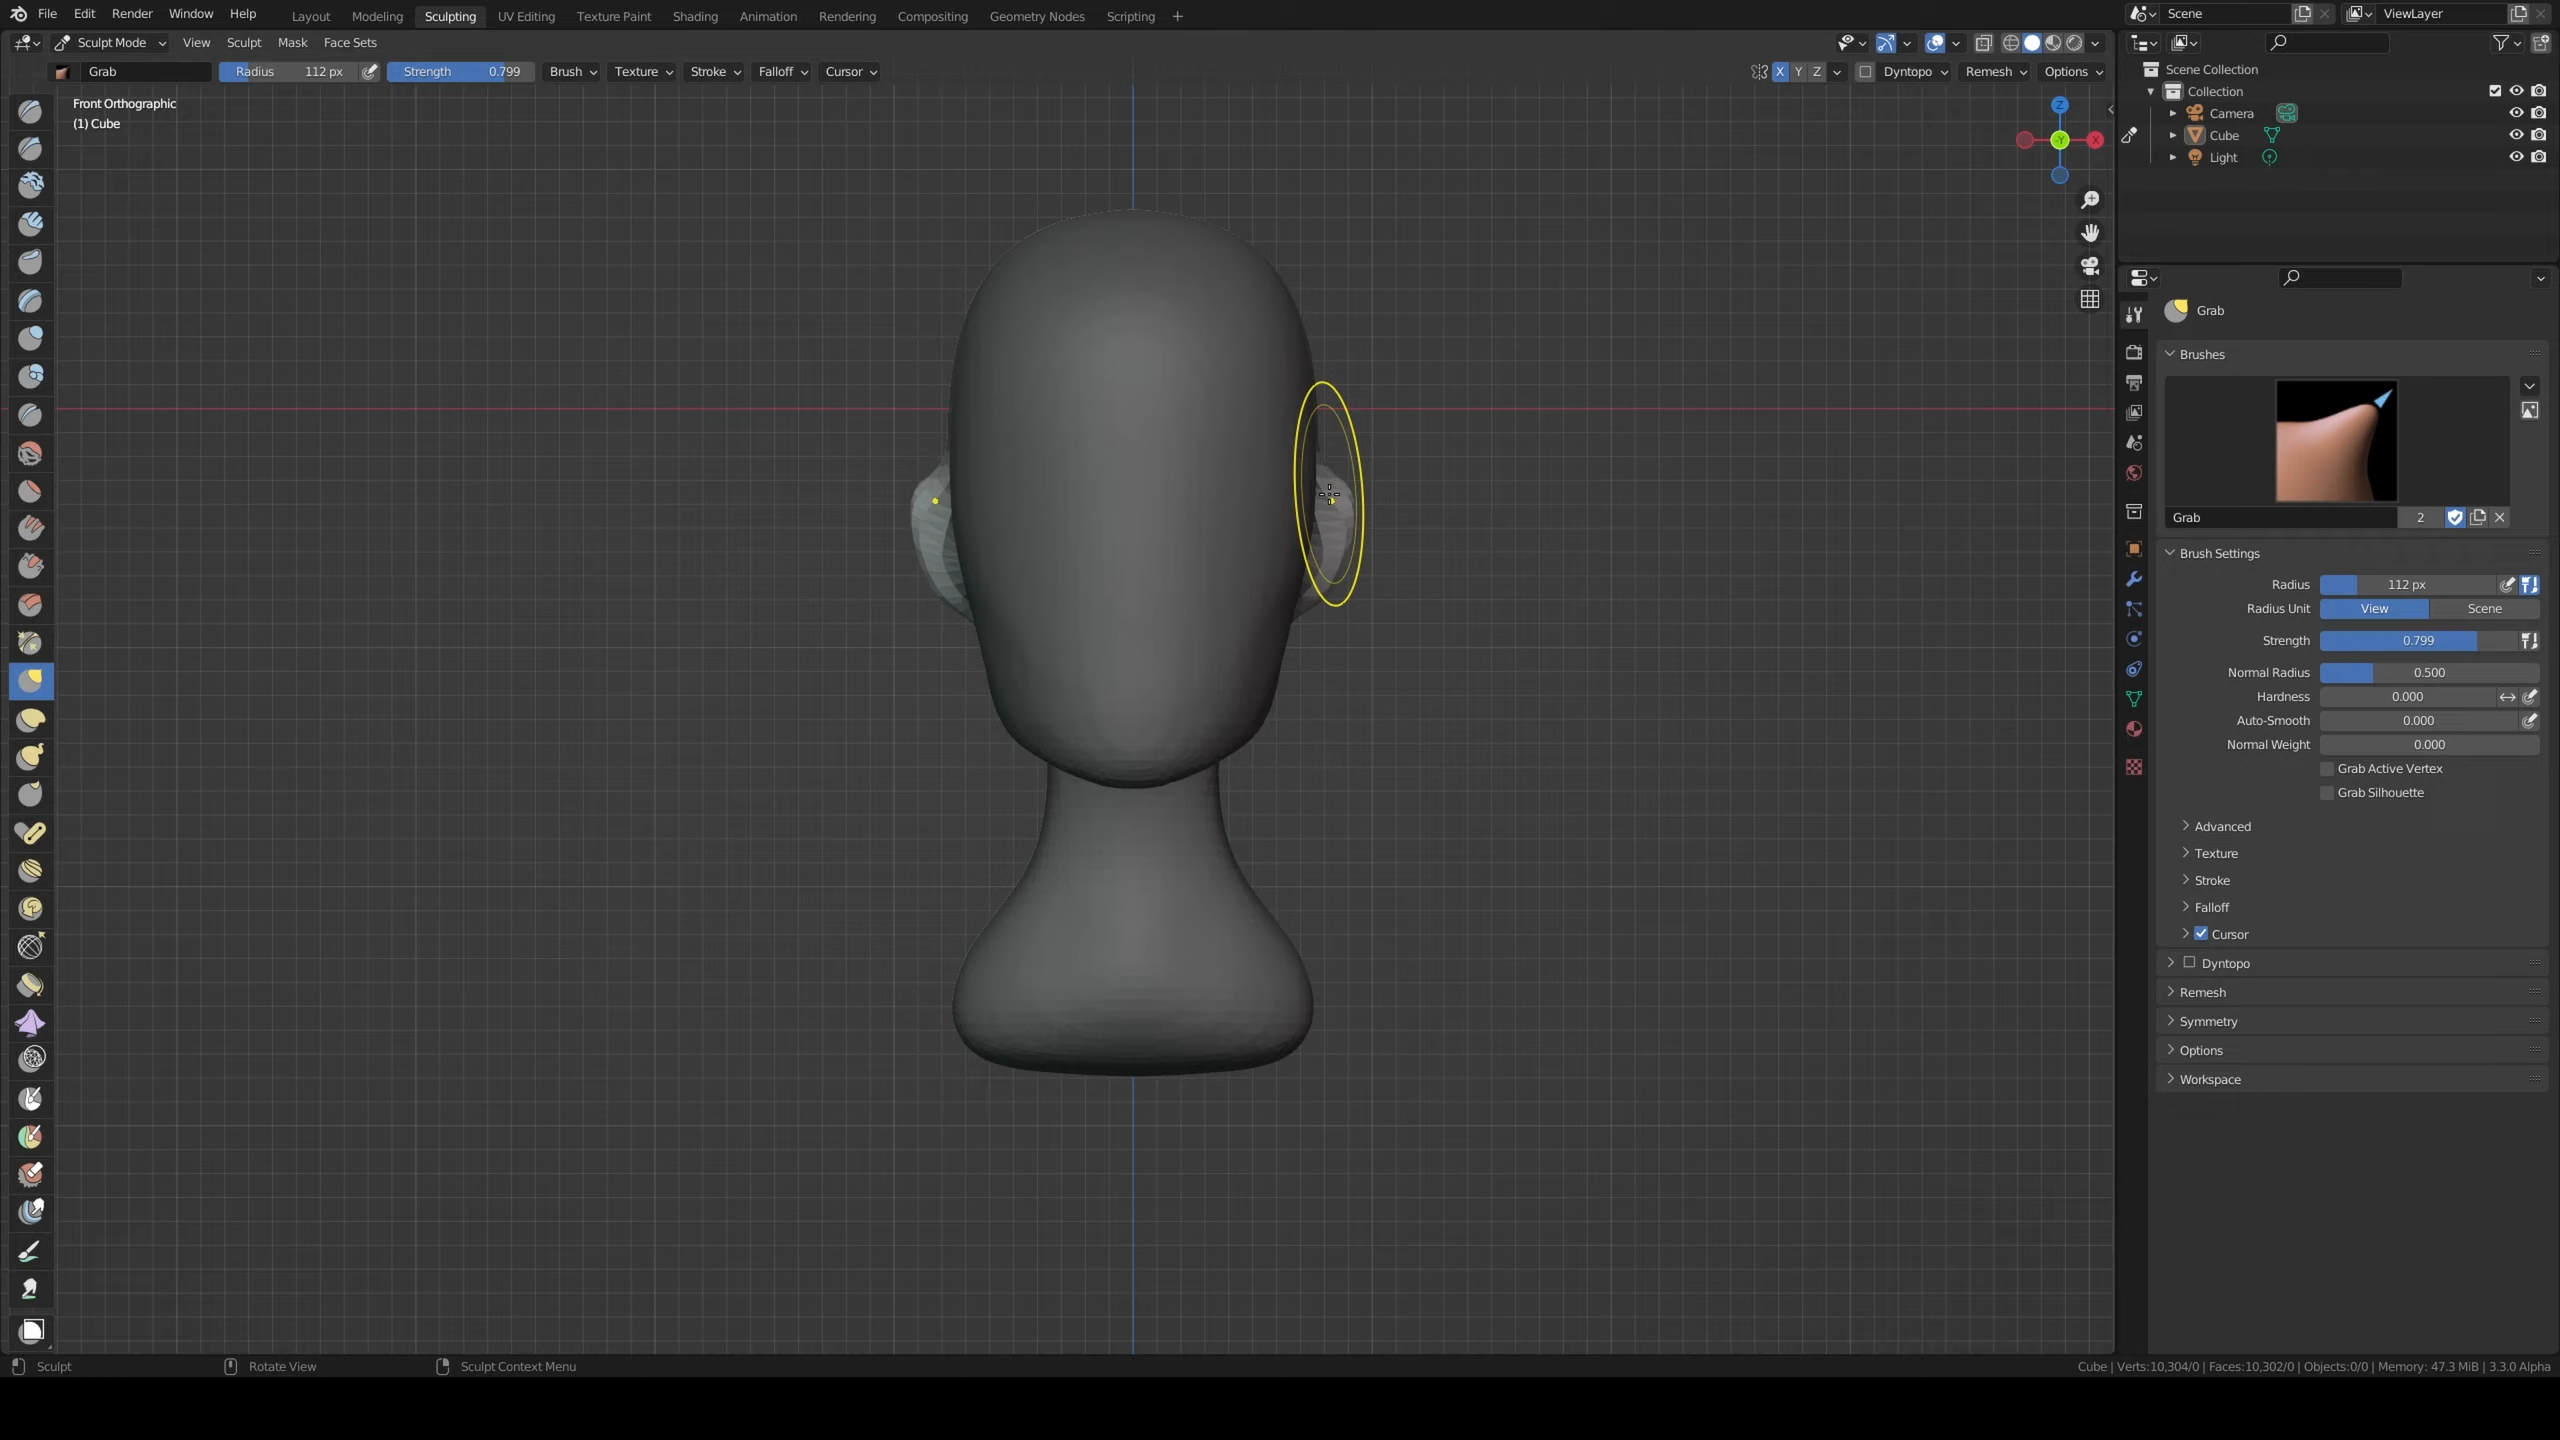 File Edit Render Window Help Layout Modeling Sculpting UV Editing Texture Paint Shading Animation Rendering Compositing Geometry Nodes Scripting + Scene ViewLayer
Sculpt Mode View Sculpt Mask Face Sets
Grab Radius 112 px Strength 0.799 Brush Texture Stroke Falloff Cursor X Y Z Dyntopo Remesh Options
Front Orthographic
(1) Cube
Z
Y
X
Scene Collection
Collection
Camera
Cube
Light
Grab
Brushes
Grab 2
Brush Settings
Radius 112 px
Radius Unit View Scene
Strength 0.799
Normal Radius 0.500
Hardness 0.000
Auto-Smooth 0.000
Normal Weight 0.000
Grab Active Vertex
Grab Silhouette
Advanced
Texture
Stroke
Falloff
Cursor
Dyntopo
Remesh
Symmetry
Options
Workspace
Sculpt Rotate View Sculpt Context Menu Cube | Verts:10,304/0 | Faces:10,302/0 | Objects:0/0 | Memory: 47.3 MiB | 3.3.0 Alpha